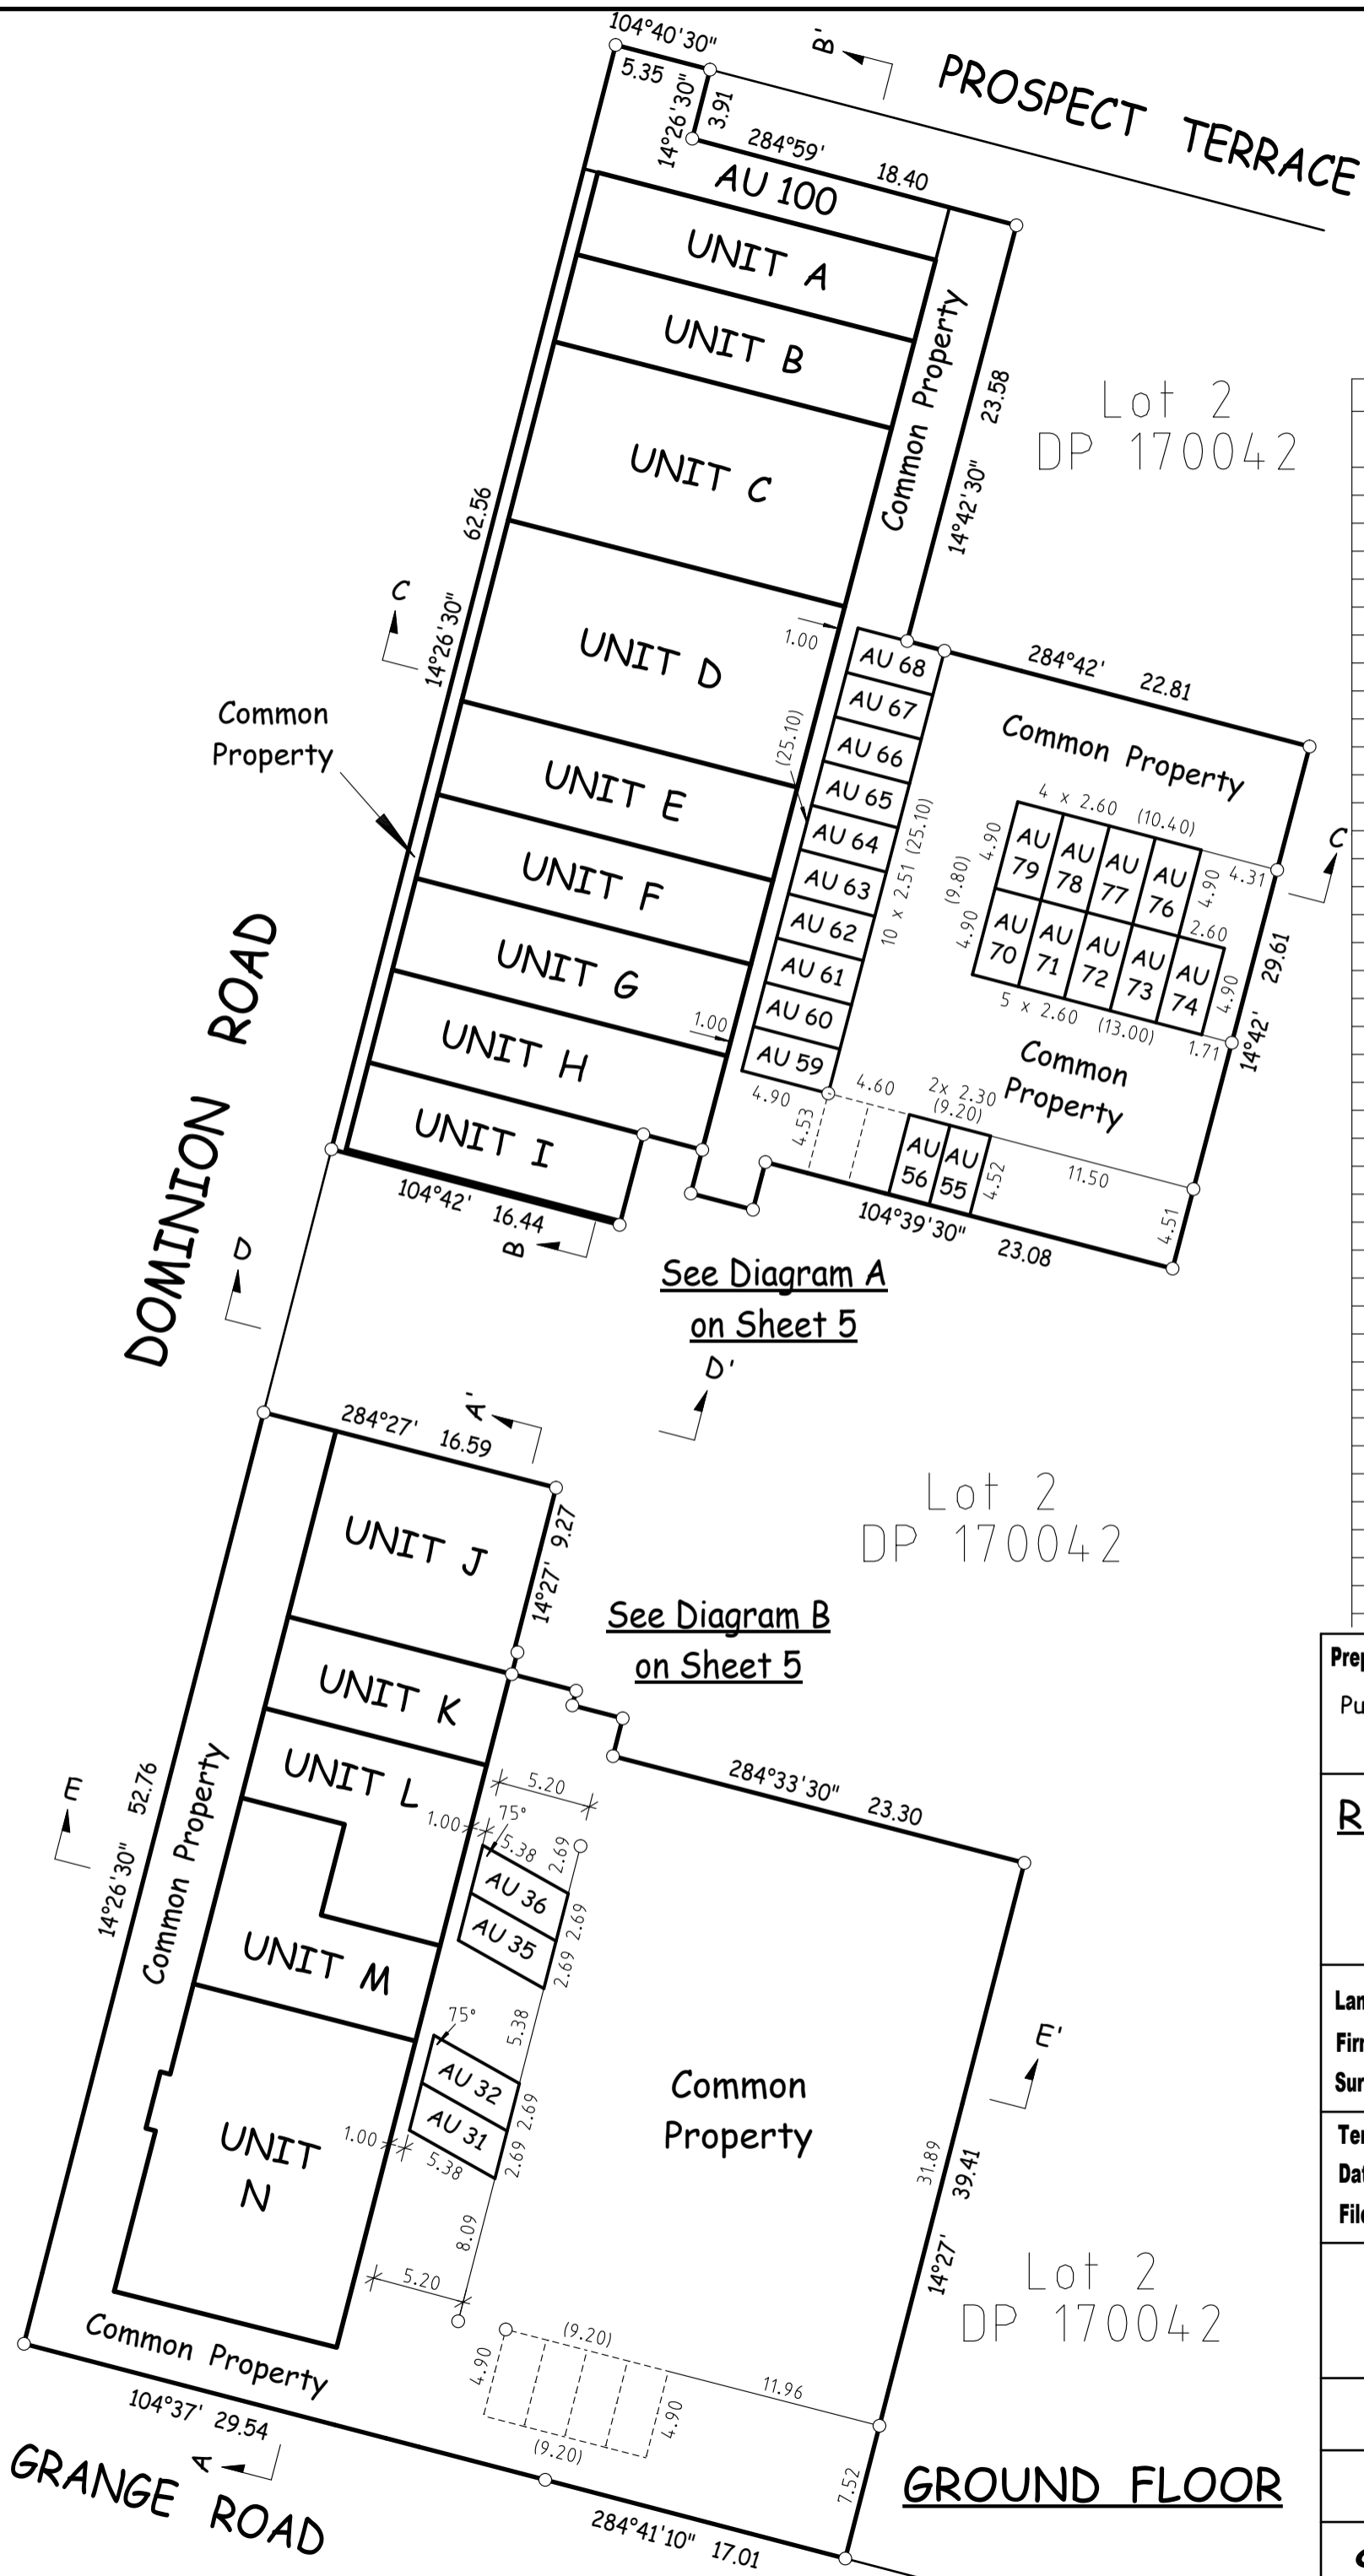 104°40'30"
5.35
14°26'30"
3.91
B'
PROSPECT TERRACE
284°59' 18.40
AU 100
UNIT A
UNIT B
UNIT C
UNIT D
UNIT E
UNIT F
UNIT G
UNIT H
UNIT I
Common Property
23.58
14°42'30"
Lot 2
DP 170042
62.56
14°26'30"
C
Common
Property
1.00
(25.10)
AU 68
AU 67
AU 66
AU 65
AU 64
AU 63
AU 62
AU 61
AU 60
AU 59
10 x 2.51 (25.10)
284°42' 22.81
Common Property
4 x 2.60 (10.40)
4.90
(9.80)
4.90
AU 79
AU 78
AU 77
AU 76
4.90
4.31
C'
2.60
AU 70
AU 71
AU 72
AU 73
AU 74
4.90
29.61
14°42'
5 x 2.60 (13.00)
1.71
Common
Property
DOMINION ROAD
1.00
4.90
4.53
4.60
2x 2.30
(9.20)
AU 56
AU 55
4.52
11.50
4.51
104°42' 16.44
B
104°39'30" 23.08
D
See Diagram A
on Sheet 5
D'
284°27' 16.59
A'
UNIT J
14°27' 9.27
Lot 2
DP 170042
See Diagram B
on Sheet 5
UNIT K
UNIT L
UNIT M
UNIT N
Common Property
52.76
14°26'30"
E
5.20
1.00
75°
5.38
2.69
AU 36
AU 35
2.69
2.69
5.38
75°
AU 32
AU 31
2.69
2.69
1.00
5.38
8.09
5.20
284°33'30" 23.30
E'
Common
Property
31.89
39.41
14°27'
Lot 2
DP 170042
Common Property
(9.20)
4.90
4.90
(9.20)
11.96
7.52
104°37' 29.54
A
GRANGE ROAD
284°41'10" 17.01
GROUND FLOOR
Prep
Pu
R
Lan
Firm
Sur
Ter
Dat
File